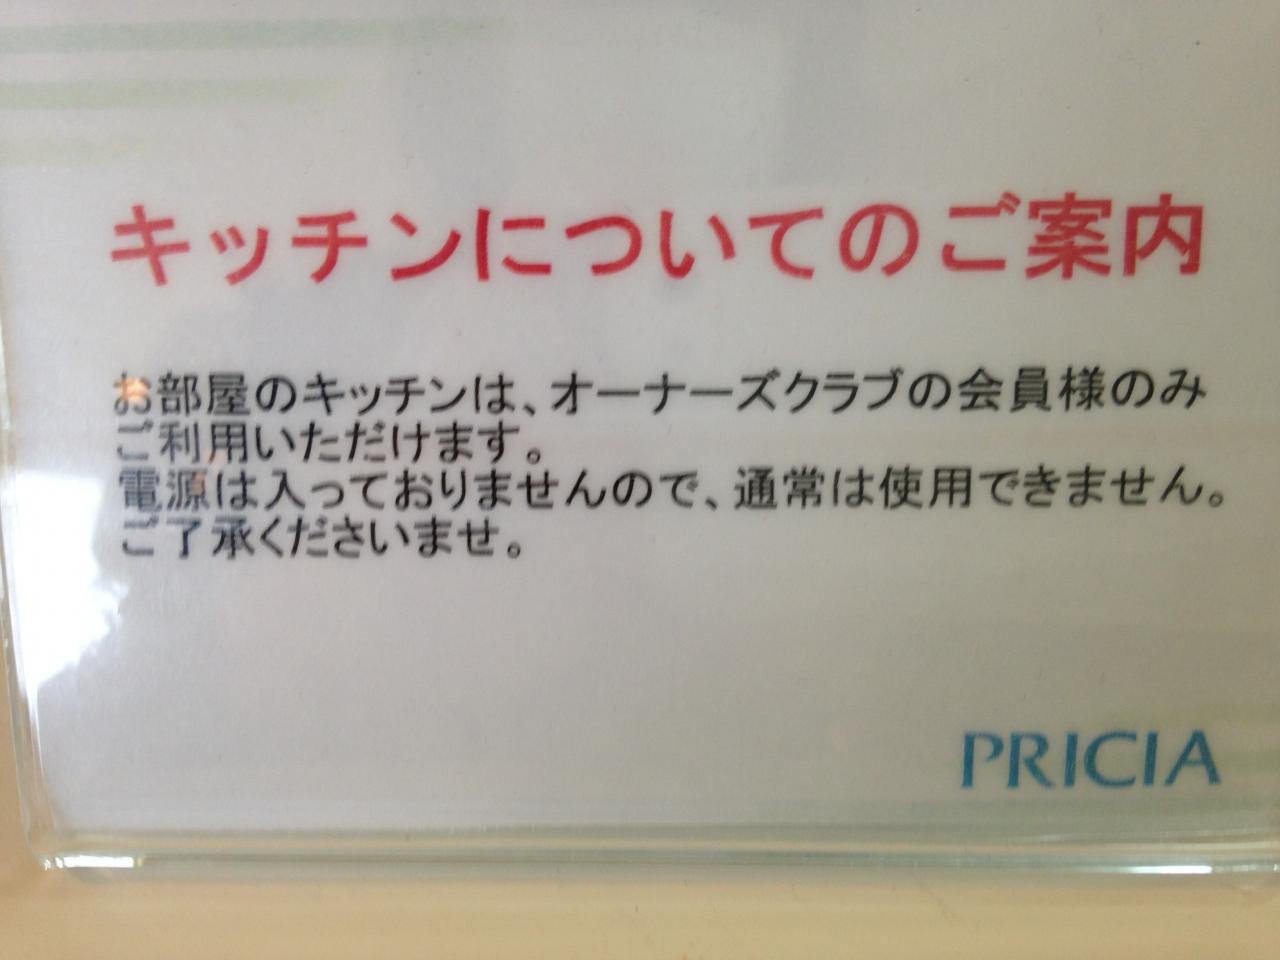 キッチンについてのご案内
お部屋のキッチンは、オーナーズクラブの会員様のみ
ご利用いただけます。
電源は入っておりませんので、通常は使用できません。
ご了承くださいませ。
PRICIA